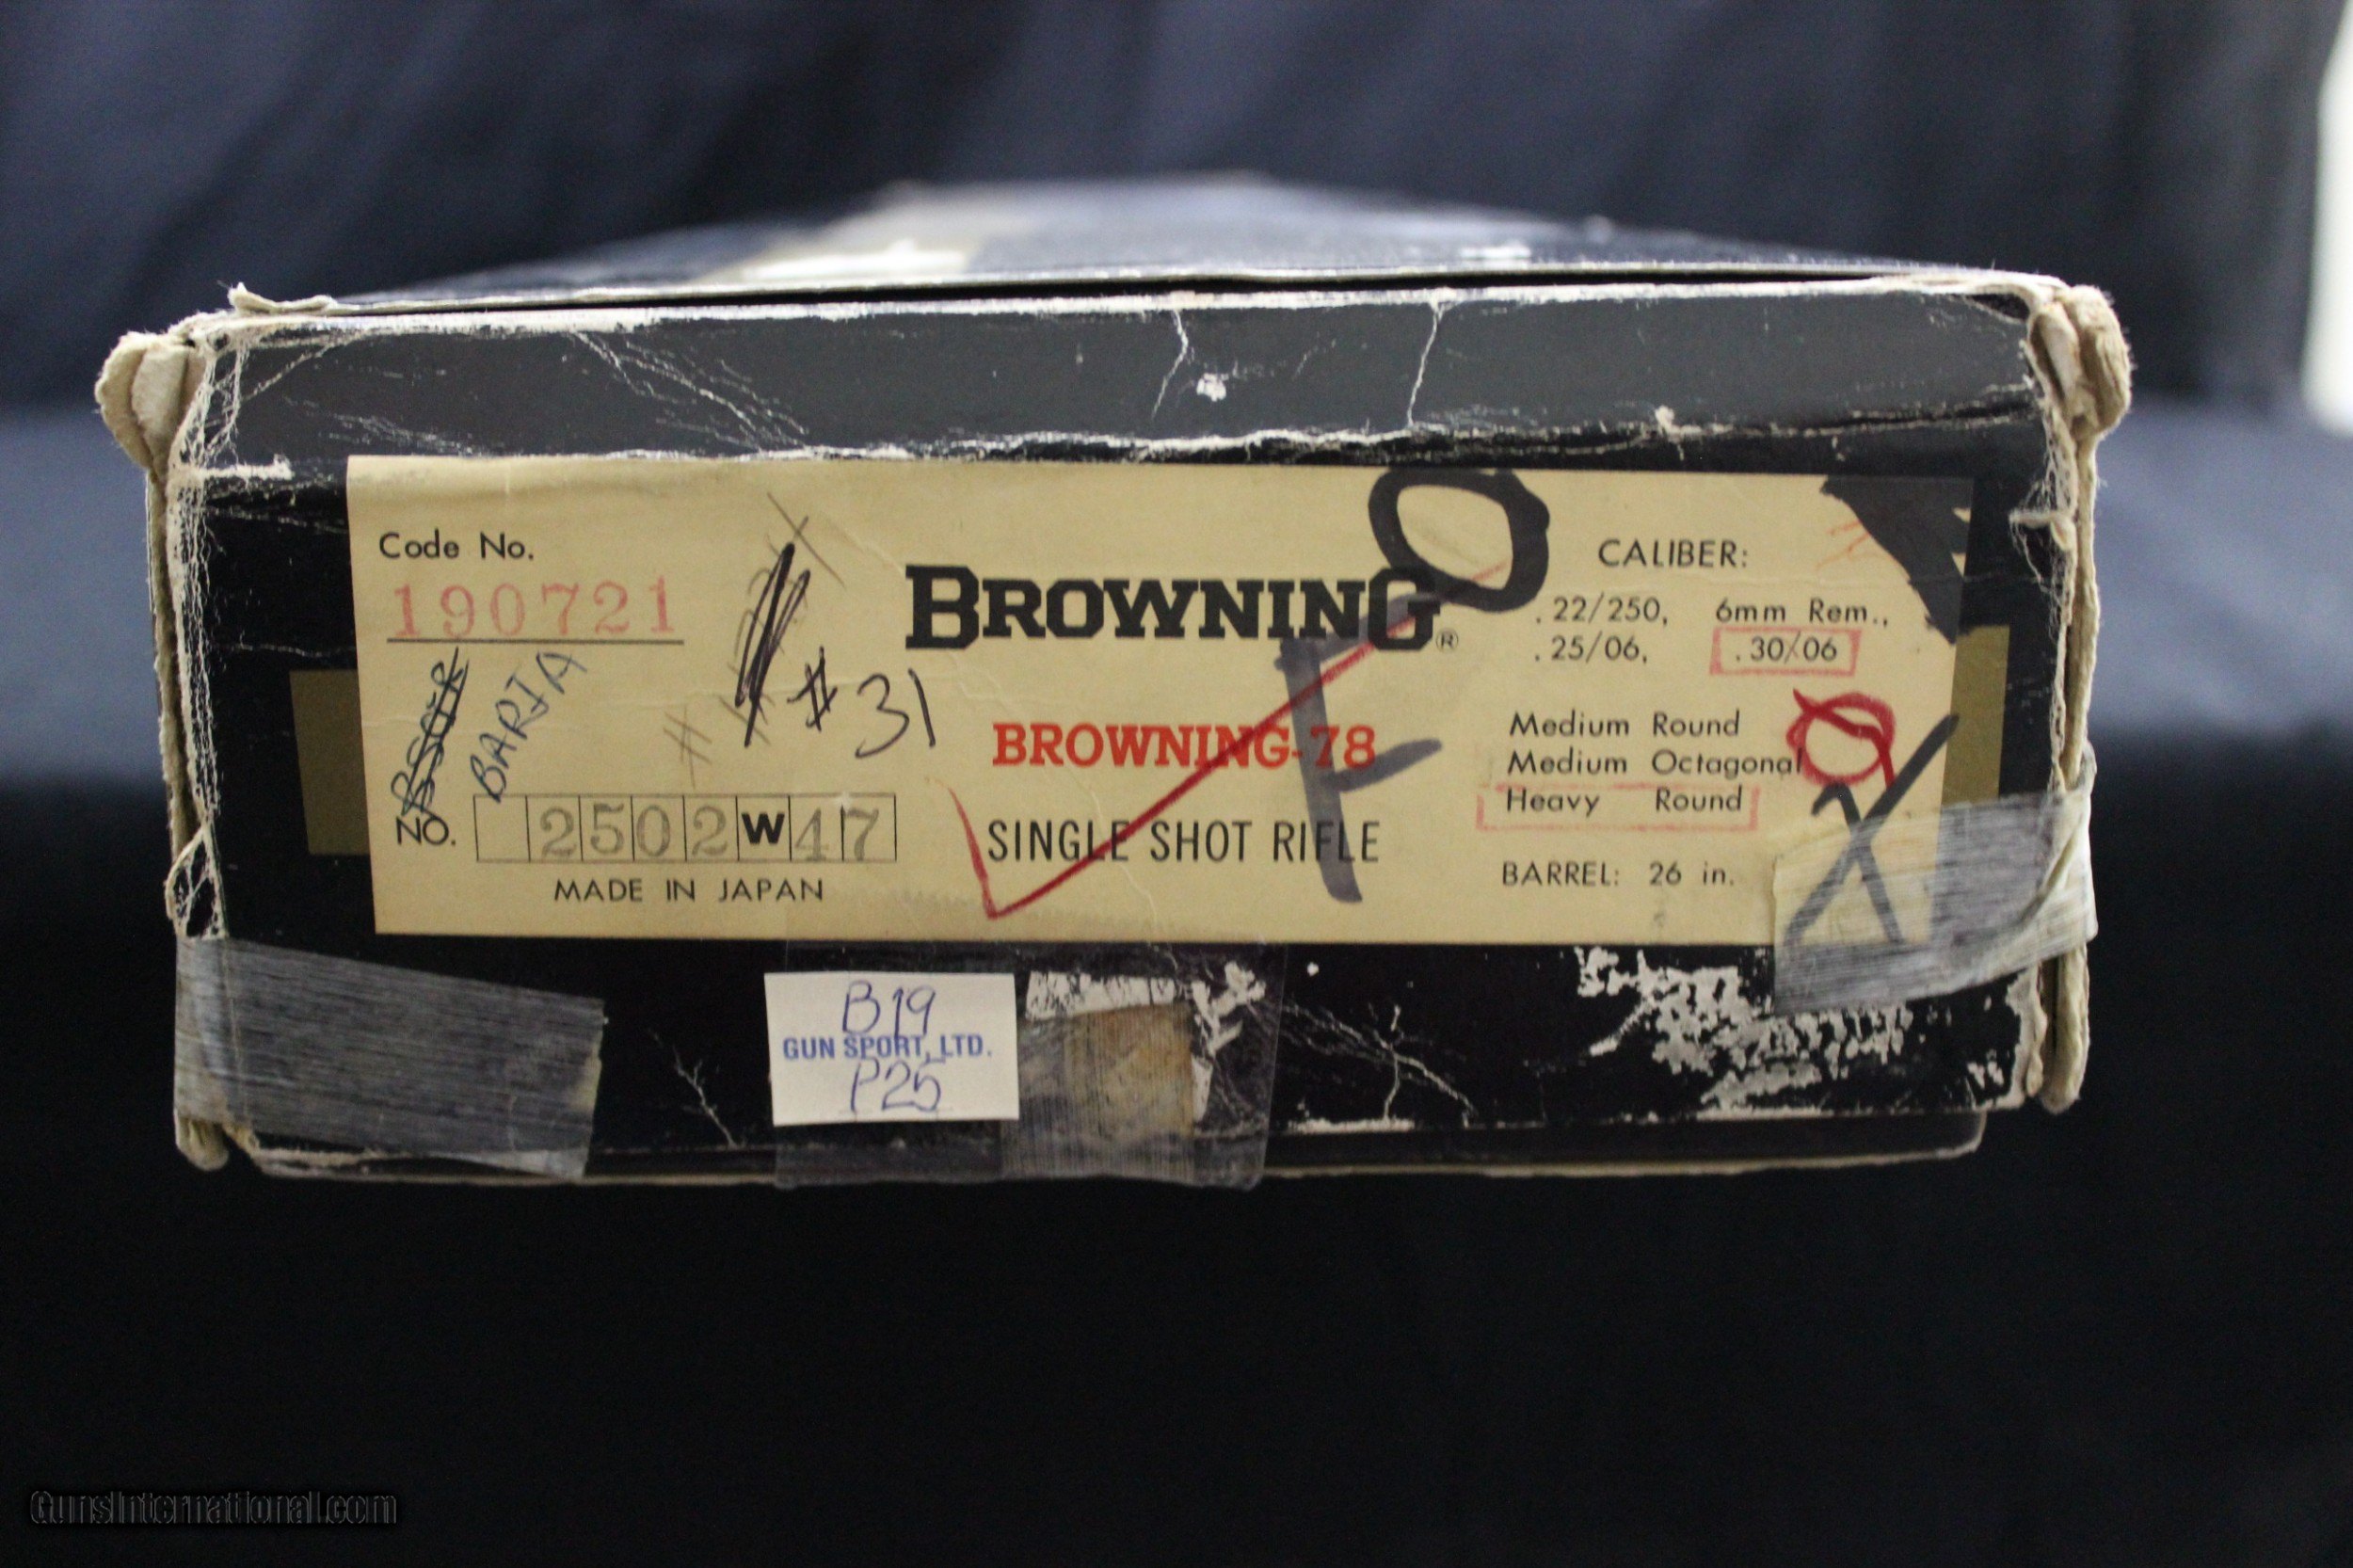 Code No.
190721
BARJA
# 31
NO. 2502W47
MADE IN JAPAN
BROWNING®
BROWNING-78
SINGLE SHOT RIFLE
O
F
CALIBER:
.22/250, 6mm Rem.,
.25/06, .30/06
Medium Round
Medium Octagonal
Heavy Round
BARREL: 26 in.
X
B19
GUN SPORT, LTD.
P25
GunsInternational.com